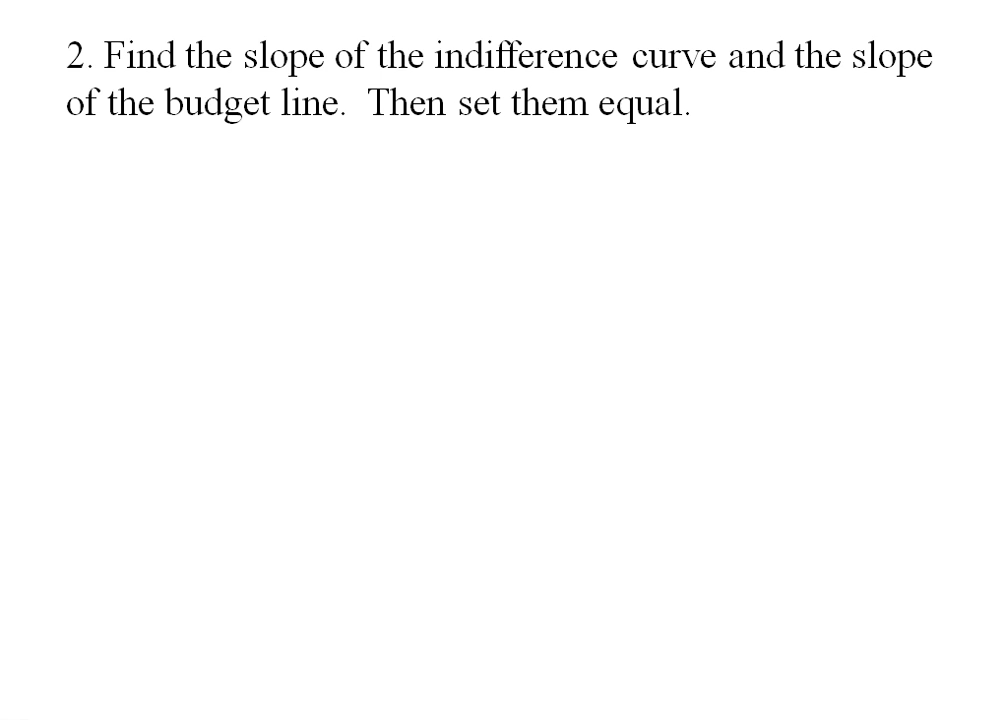 2. Find the slope of the indifference curve and the slope
of the budget line.  Then set them equal.